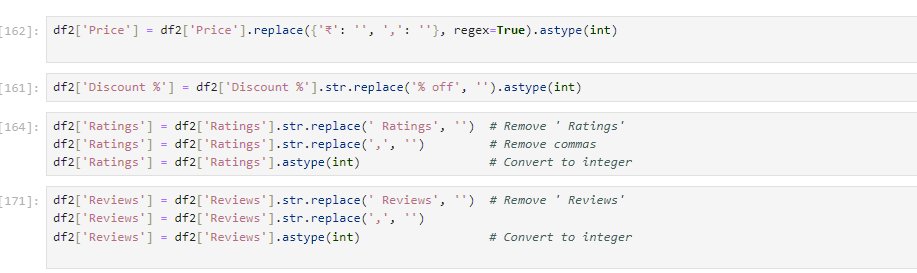 [162]: df2['Price'] = df2['Price'].replace({'₹': '', ',': ''}, regex=True).astype(int)
[161]: df2['Discount %'] = df2['Discount %'].str.replace('% off', '').astype(int)
[164]: df2['Ratings'] = df2['Ratings'].str.replace(' Ratings', '')  # Remove ' Ratings'
df2['Ratings'] = df2['Ratings'].str.replace(',', '')         # Remove commas
df2['Ratings'] = df2['Ratings'].astype(int)                  # Convert to integer
[171]: df2['Reviews'] = df2['Reviews'].str.replace(' Reviews', '')  # Remove ' Reviews'
df2['Reviews'] = df2['Reviews'].str.replace(',', '')
df2['Reviews'] = df2['Reviews'].astype(int)                  # Convert to integer